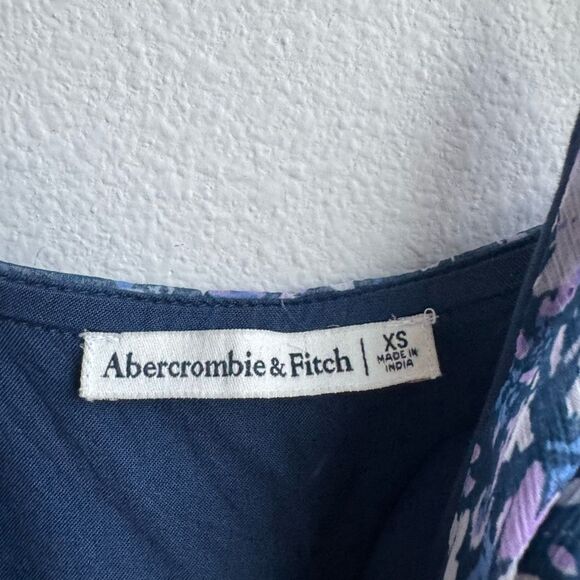 Abercrombie & Fitch | XS
MADE IN
INDIA